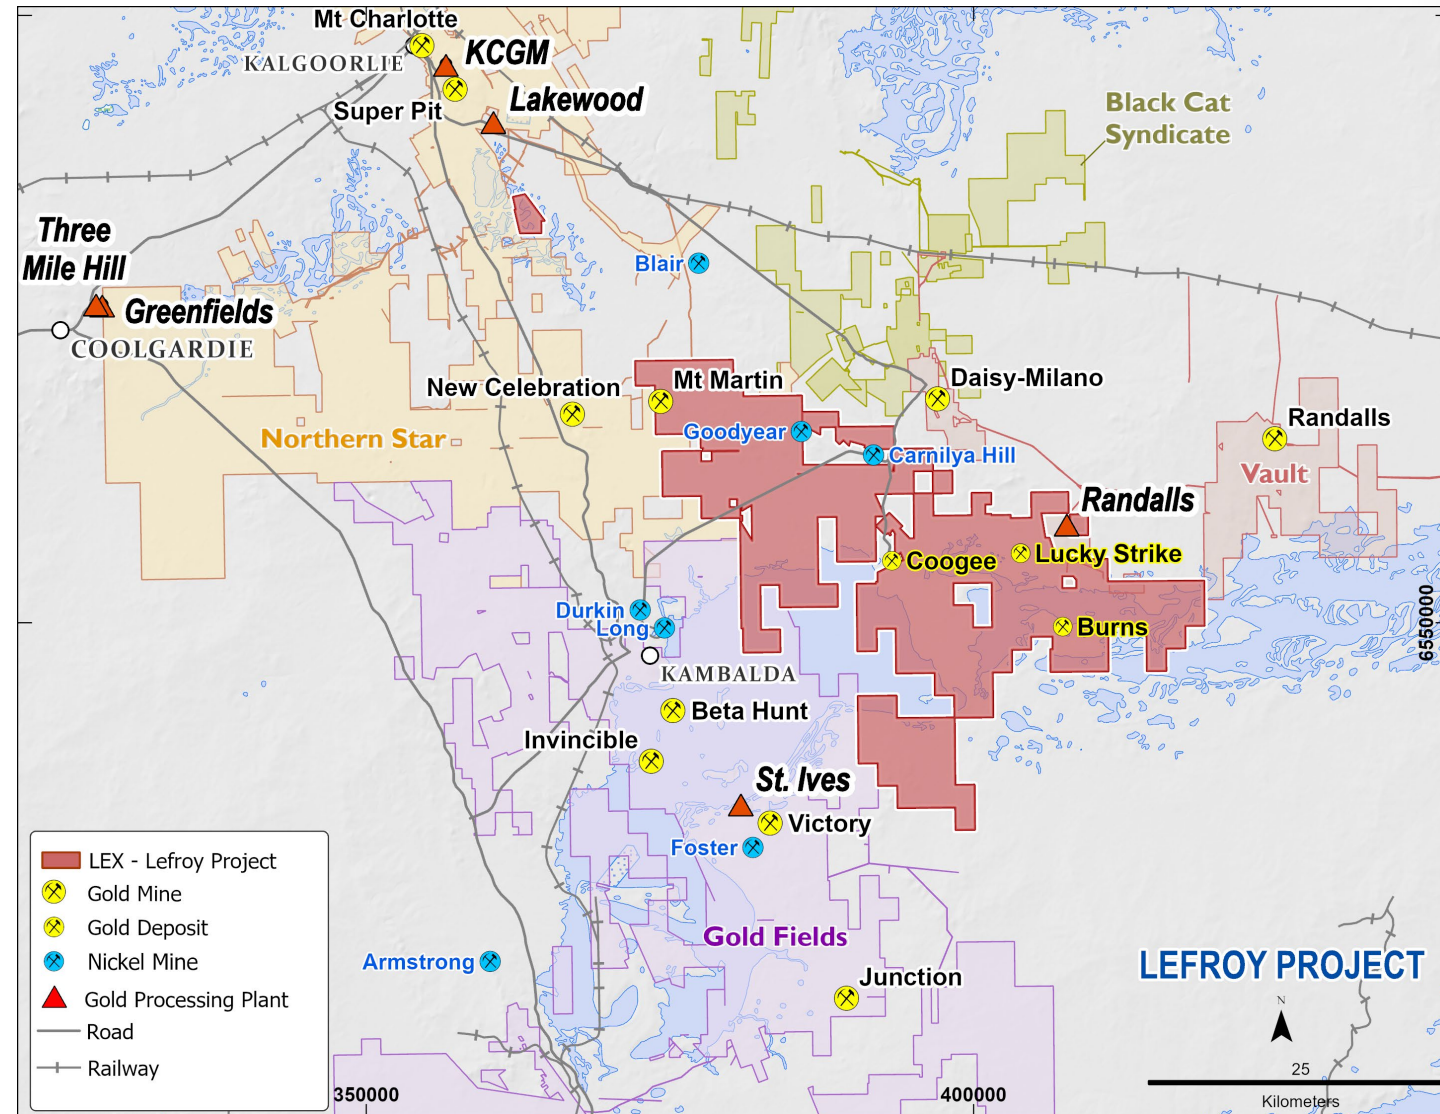 Mt Charlotte
KALGOORLIE
KCGM
Super Pit
Lakewood
Black Cat
Syndicate
Three
Mile Hill
Greenfields
COOLGARDIE
Blair
New Celebration
Mt Martin
Daisy-Milano
Northern Star
Goodyear
Carnilya Hill
Randalls
Vault
Randalls
Coogee
Lucky Strike
Durkin
Long
Burns
6550000
KAMBALDA
Beta Hunt
Invincible
St. Ives
Victory
Foster
Gold Fields
Armstrong
Junction
LEX - Lefroy Project
Gold Mine
Gold Deposit
Nickel Mine
Gold Processing Plant
Road
Railway
LEFROY PROJECT
N
25
Kilometers
350000
400000